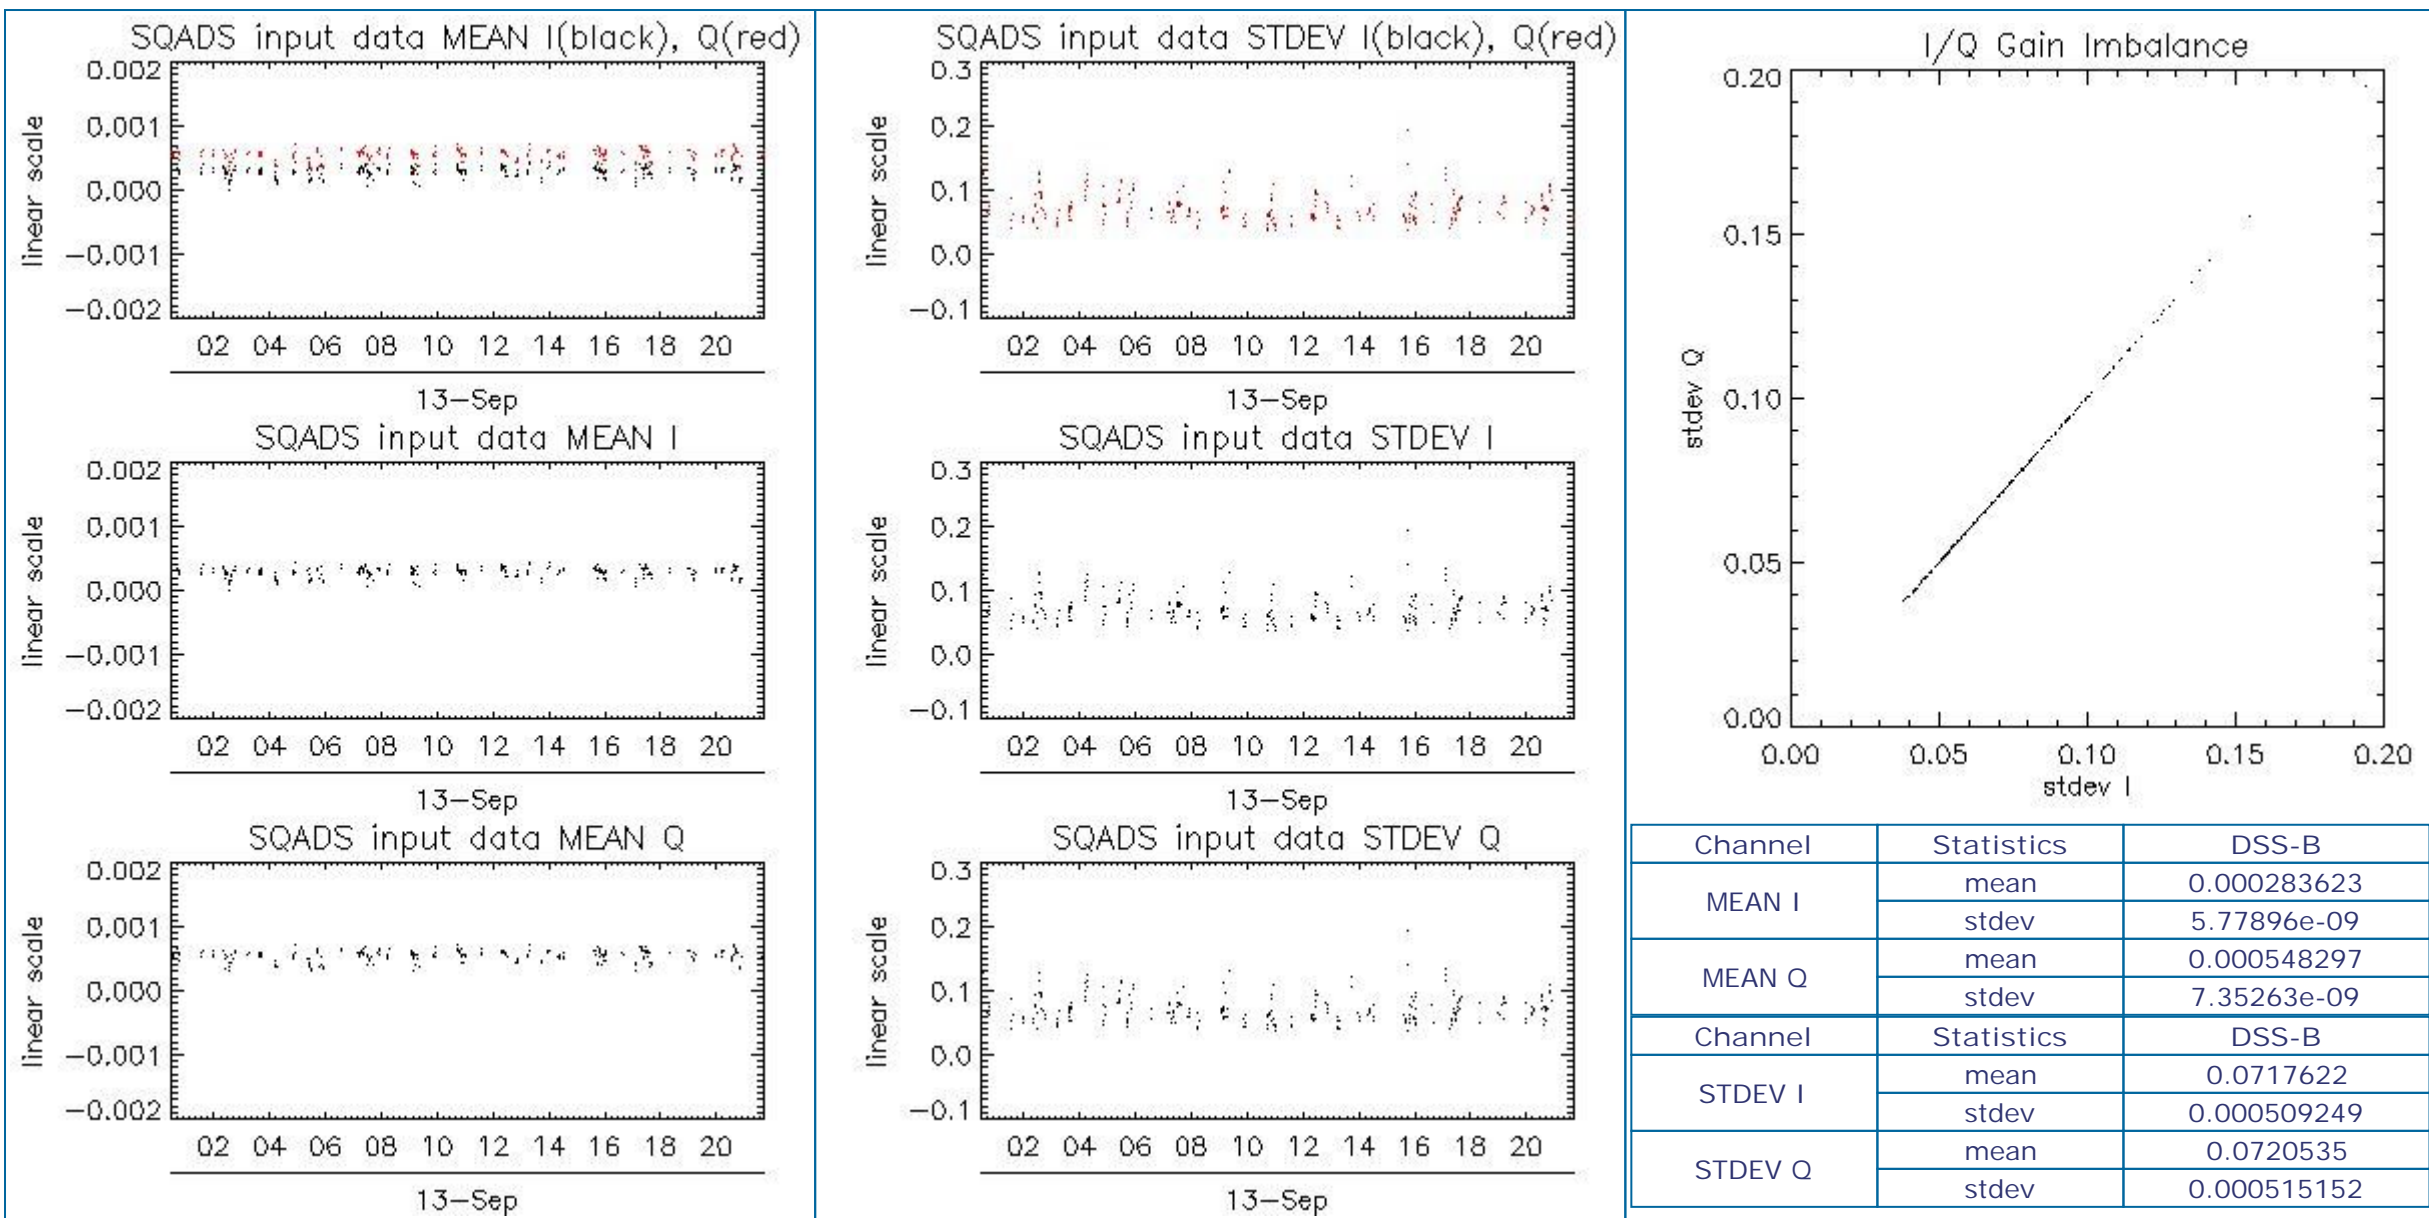 SQADS input data MEAN I(black), Q(red)
0.002
0.001
0.000
−0.001
−0.002
linear scale
02 04 06 08 10 12 14 16 18 20
13−Sep
SQADS input data MEAN I
0.002
0.001
0.000
−0.001
−0.002
linear scale
02 04 06 08 10 12 14 16 18 20
13−Sep
SQADS input data MEAN Q
0.002
0.001
0.000
−0.001
−0.002
linear scale
02 04 06 08 10 12 14 16 18 20
13−Sep
SQADS input data STDEV I(black), Q(red)
0.3
0.2
0.1
0.0
−0.1
linear scale
02 04 06 08 10 12 14 16 18 20
13−Sep
SQADS input data STDEV I
0.3
0.2
0.1
0.0
−0.1
linear scale
02 04 06 08 10 12 14 16 18 20
13−Sep
SQADS input data STDEV Q
0.3
0.2
0.1
0.0
−0.1
linear scale
02 04 06 08 10 12 14 16 18 20
13−Sep
I/Q Gain Imbalance
0.20
0.15
0.10
0.05
0.00
stdev Q
0.00 0.05 0.10 0.15 0.20
stdev I
Channel Statistics DSS-B
MEAN I mean 0.000283623
stdev 5.77896e-09
MEAN Q mean 0.000548297
stdev 7.35263e-09
Channel Statistics DSS-B
STDEV I mean 0.0717622
stdev 0.000509249
STDEV Q mean 0.0720535
stdev 0.000515152